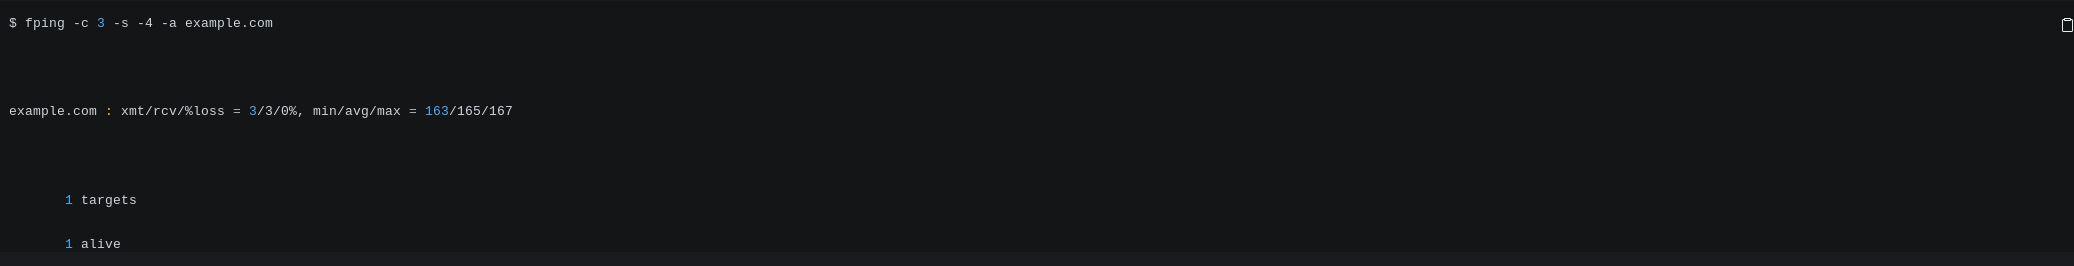 $ fping -c 3 -s -4 -a example.com
example.com : xmt/rcv/%loss = 3/3/0%, min/avg/max = 163/165/167
1 targets
1 alive